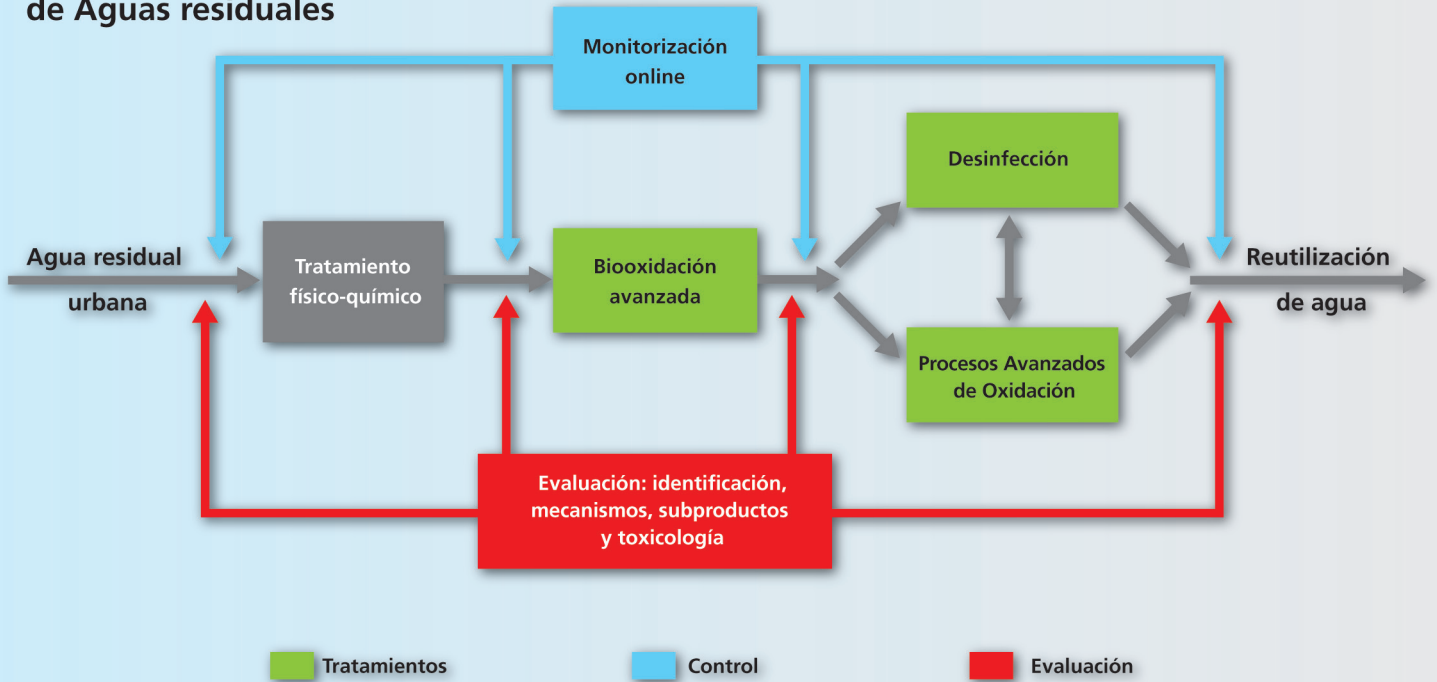 de Aguas residuales
Monitorización
online
Desinfección
Agua residual
urbana
Tratamiento
físico-químico
Biooxidación
avanzada
Reutilización
de agua
Procesos Avanzados
de Oxidación
Evaluación: identificación,
mecanismos, subproductos
y toxicología
Tratamientos
Control
Evaluación